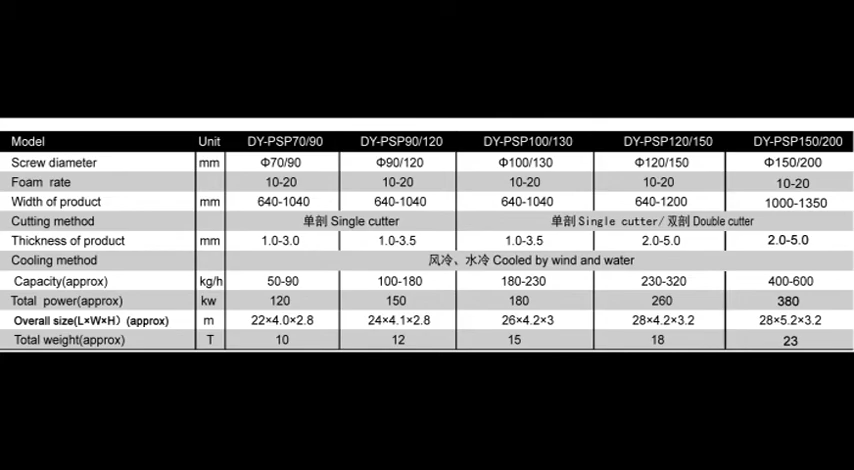 Model Unit DY-PSP70/90 DY-PSP90/120 DY-PSP100/130 DY-PSP120/150 DY-PSP150/200
Screw diameter mm Φ70/90 Φ90/120 Φ100/130 Φ120/150 Φ150/200
Foam rate 10-20 10-20 10-20 10-20 10-20
Width of product mm 640-1040 640-1040 640-1040 640-1200 1000-1350
Cutting method 单剖 Single cutter 单剖 Single cutter/ 双剖 Double cutter
Thickness of product mm 1.0-3.0 1.0-3.5 1.0-3.5 2.0-5.0 2.0-5.0
Cooling method 风冷、水冷 Cooled by wind and water
Capacity(approx) kg/h 50-90 100-180 180-230 230-320 400-600
Total power(approx) kw 120 150 180 260 380
Overall size(L×W×H）(approx) m 22×4.0×2.8 24×4.1×2.8 26×4.2×3 28×4.2×3.2 28×5.2×3.2
Total weight(approx) T 10 12 15 18 23